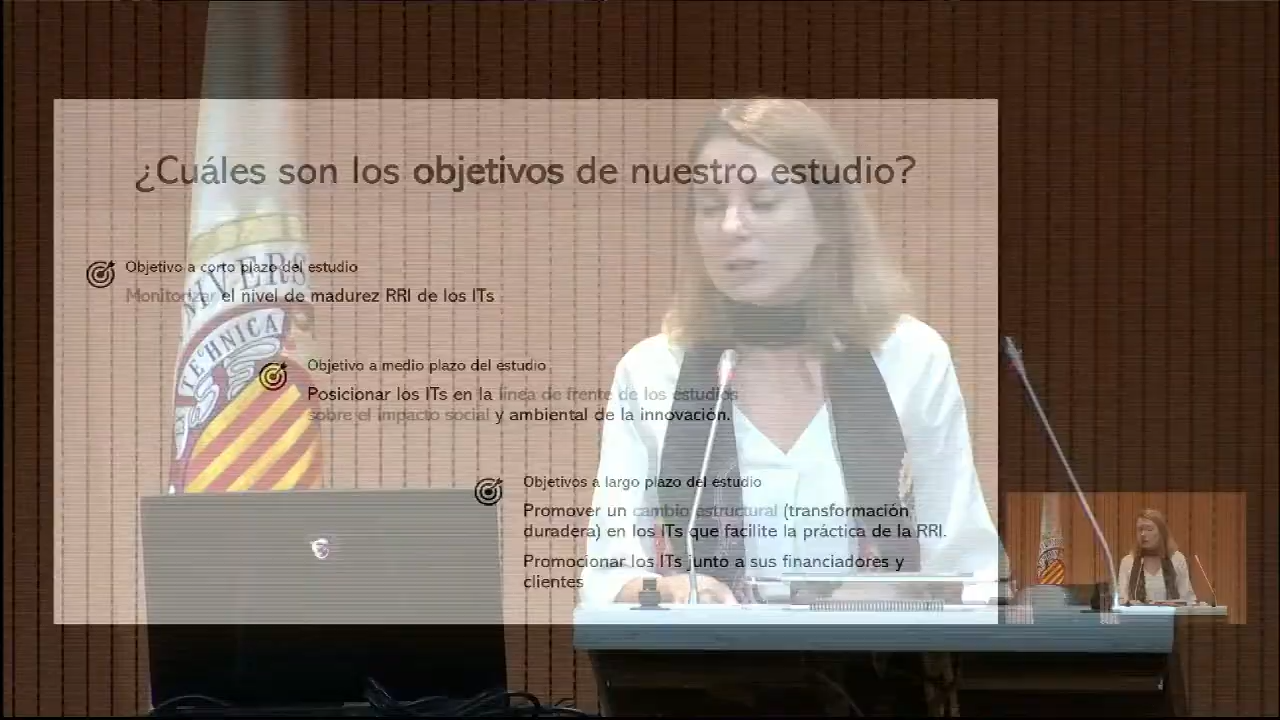 ¿Cuáles son los objetivos de nuestro estudio?
Objetivo a corto plazo del estudio
Monitorizar el nivel de madurez RRI de los ITs
Objetivo a medio plazo del estudio
Posicionar los ITs en la línea de frente de los estudios
sobre el impacto social y ambiental de la innovación.
Objetivos a largo plazo del estudio
Promover un cambio estructural (transformación
duradera) en los ITs que facilite la práctica de la RRI.
Promocionar los ITs junto a sus financiadores y
clientes